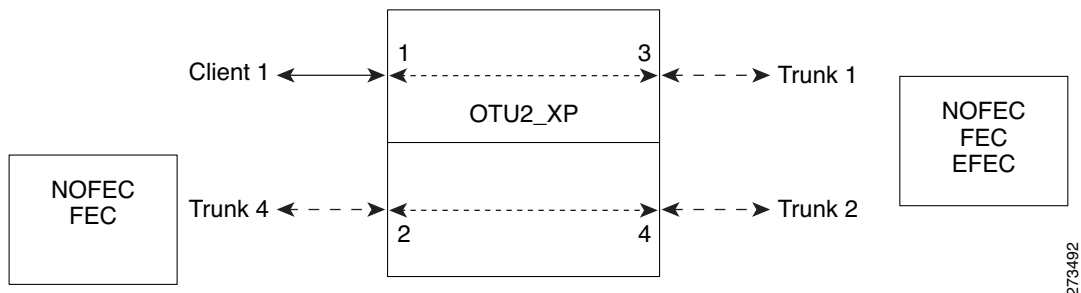 1
3
Client 1
Trunk 1
OTU2_XP
NOFEC
FEC
EFEC
NOFEC
FEC
Trunk 4
Trunk 2
2
4
273492